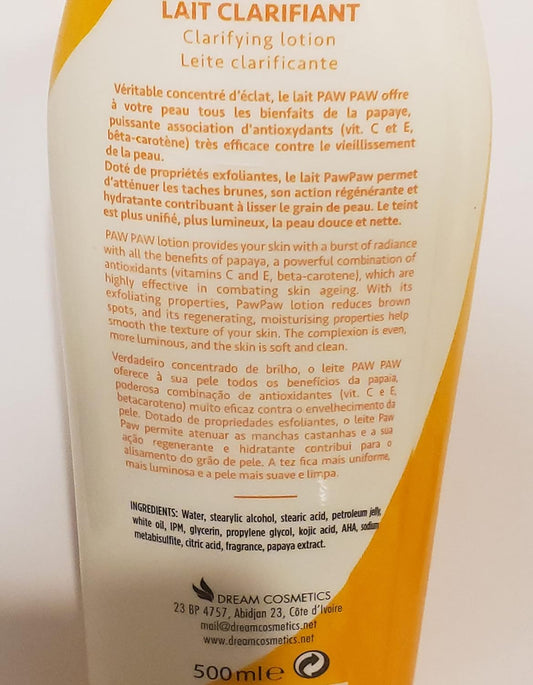 LAIT CLARIFIANT
Clarifying lotion
Leite clarificante
Véritable concentré d'éclat, le lait PAW PAW offre
à votre peau tous les bienfaits de la papaye,
puissante association d'antioxydants (vit. C et E,
bêta-carotène) très efficace contre le vieillissement
de la peau.
Doté de propriétés exfoliantes, le lait PawPaw permet
d'atténuer les taches brunes, son action régénérante et
hydratante contribuant à lisser le grain de peau. Le teint
est plus unifié, plus lumineux, la peau douce et nette.
PAW PAW lotion provides your skin with a burst of radiance
with all the benefits of papaya, a powerful combination of
antioxidants (vitamins C and E, beta-carotene), which are
highly effective in combating skin ageing. With its
exfoliating properties, PawPaw lotion reduces brown
spots, and its regenerating, moisturising properties help
smooth the texture of your skin. The complexion is even,
more luminous, and the skin is soft and clean.
Verdadeiro concentrado de brilho, o leite PAW PAW
oferece à sua pele todos os benefícios da papaia,
poderosa combinação de antioxidantes (vit. C e E,
betacaroteno) muito eficaz contra o envelhecimento da
pele. Dotado de propriedades esfoliantes, o leite Paw
Paw permite atenuar as manchas castanhas e a sua
ação regenerante e hidratante contribui para o
alisamento do grão de pele. A tez fica mais uniforme,
mais luminosa e a pele mais suave e limpa.
INGREDIENTS: Water, stearylic alcohol, stearic acid, petroleum jelly,
white oil, IPM, glycerin, propylene glycol, kojic acid, AHA, sodium
metabisulfite, citric acid, fragrance, papaya extract.
DREAM COSMETICS
23 BP 4757, Abidjan 23, Côte d'Ivoire
mail@dreamcosmetics.net
www.dreamcosmetics.net
500 ml e